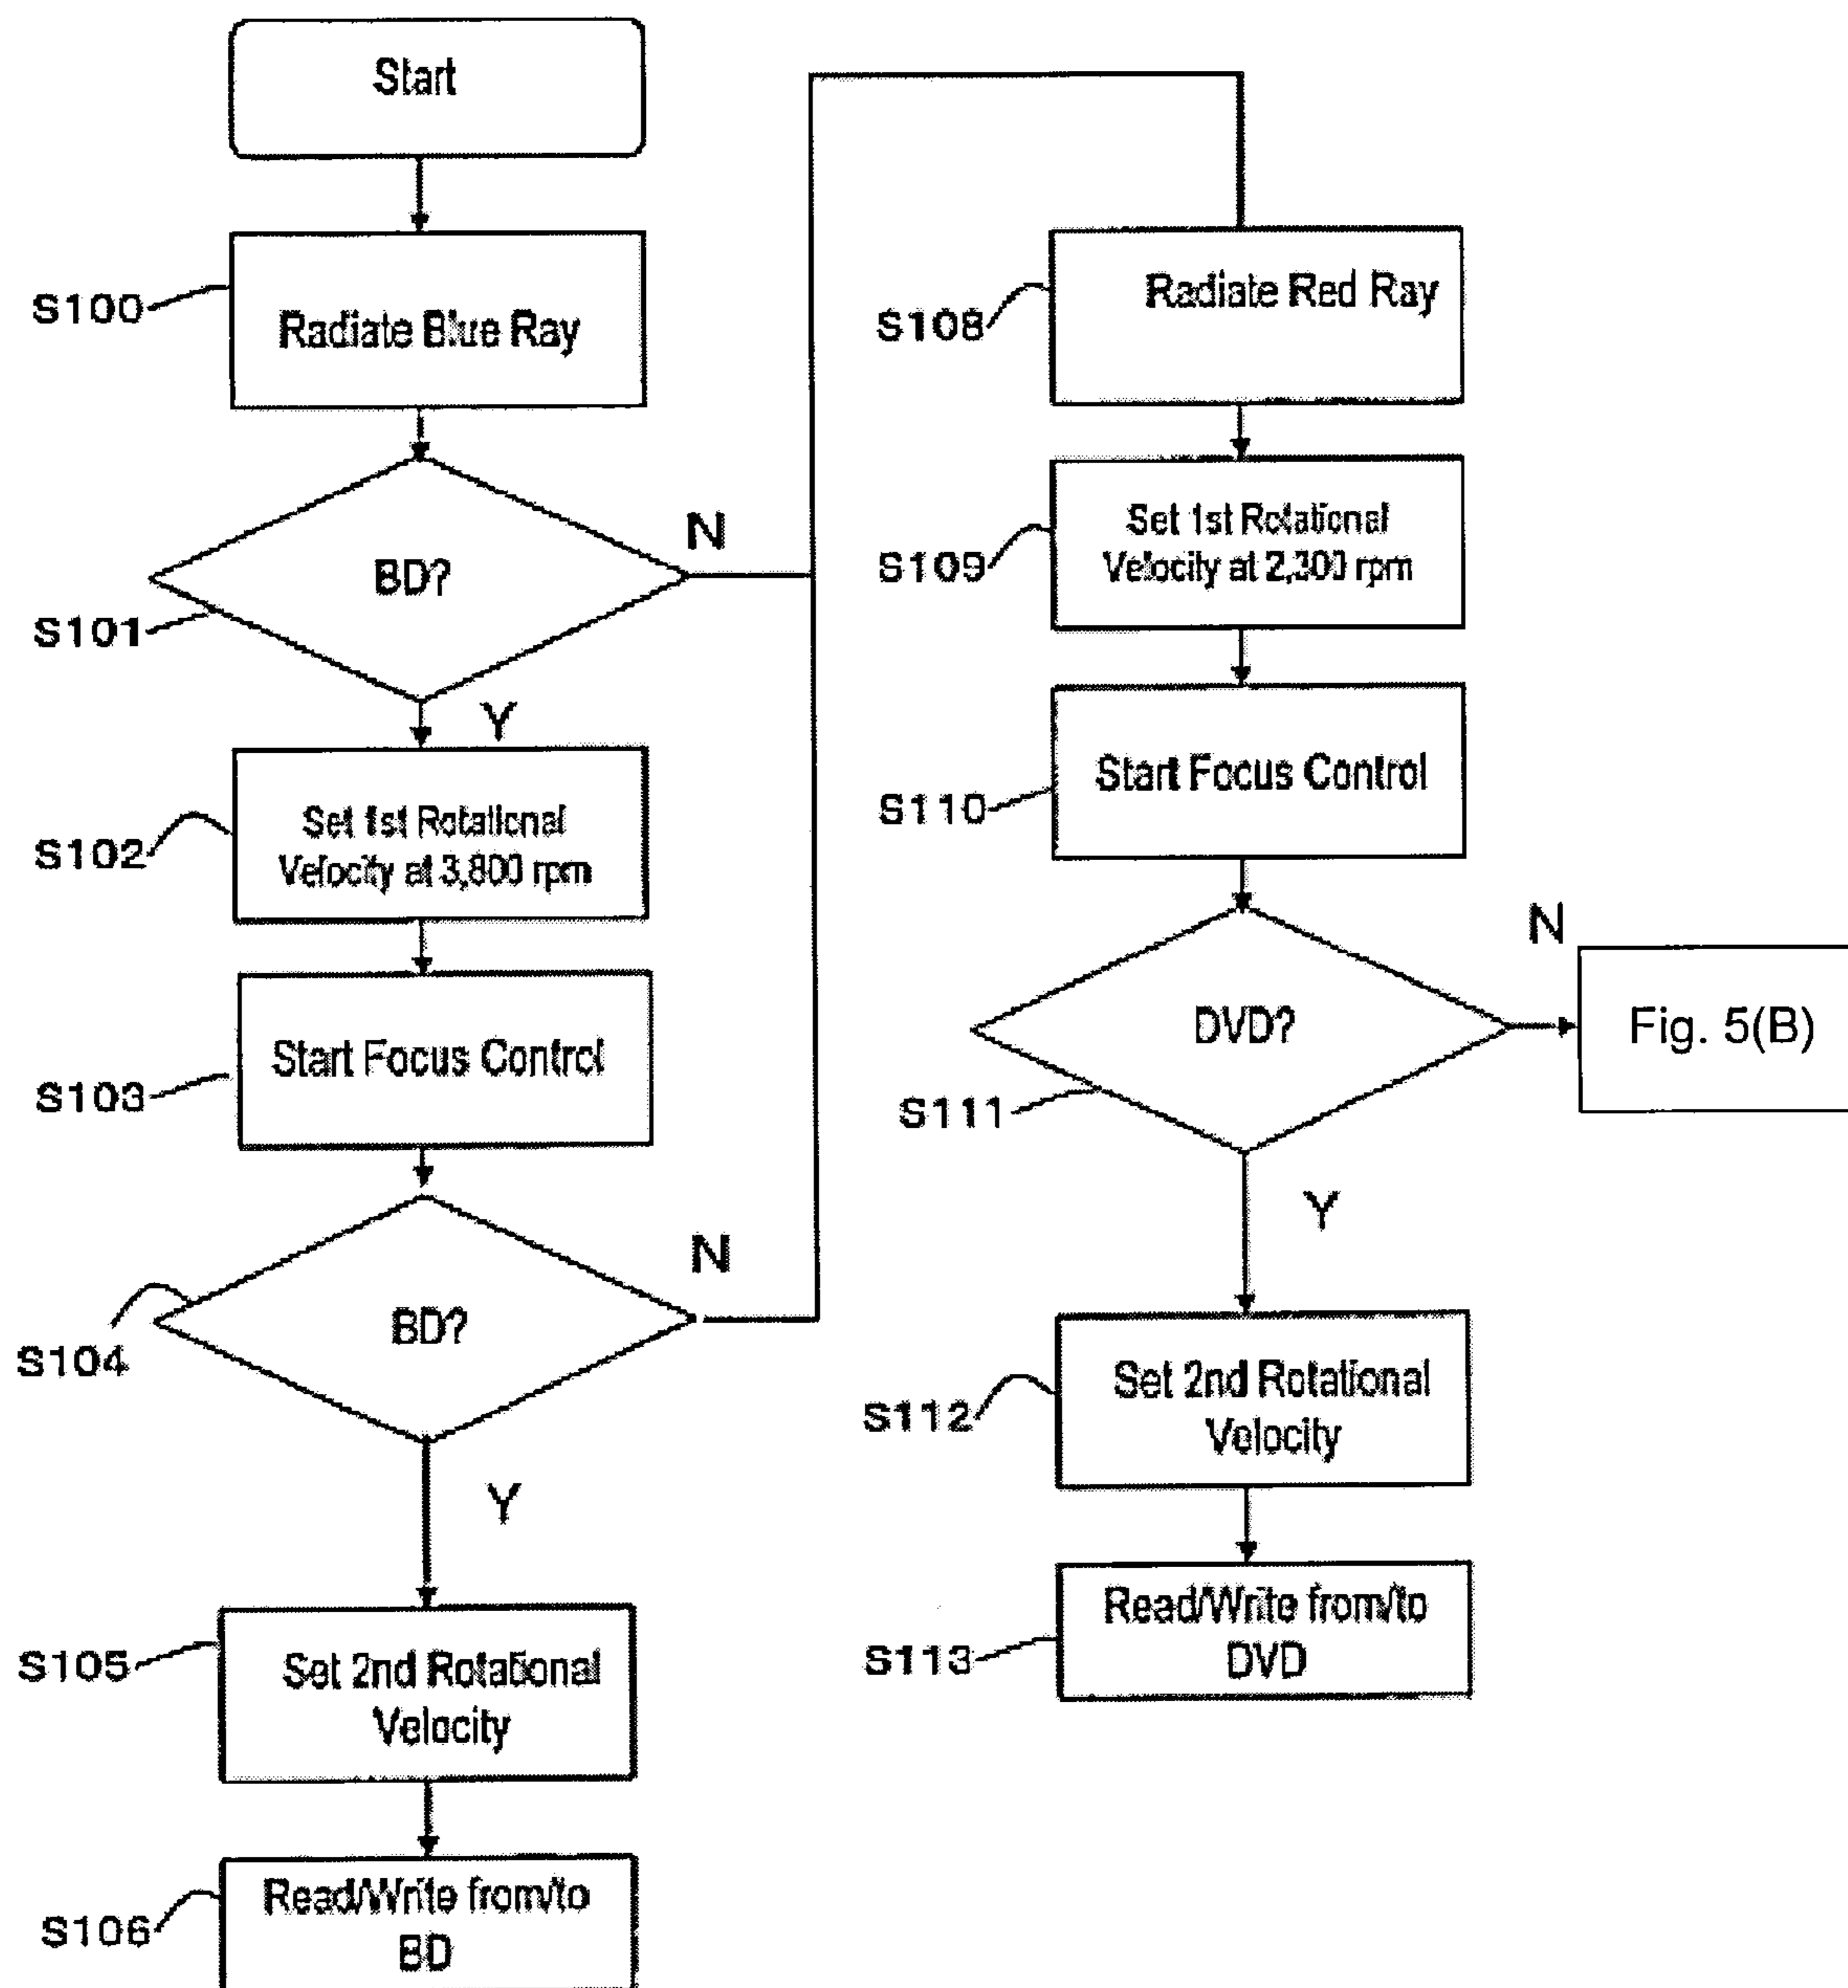 Start
S100
Radiate Blue Ray
BD?
N
S101
Y
S102
Set 1st Rotational
Velocity at 3,800 rpm
S103
Start Focus Control
BD?
N
S104
Y
S105
Set 2nd Rotational
Velocity
S106
Read/Write from/to
BD
S108
Radiate Red Ray
S109
Set 1st Rotational
Velocity at 2,300 rpm
S110
Start Focus Control
DVD?
N
Fig. 5(B)
S111
Y
S112
Set 2nd Rotational
Velocity
S113
Read/Write from/to
DVD